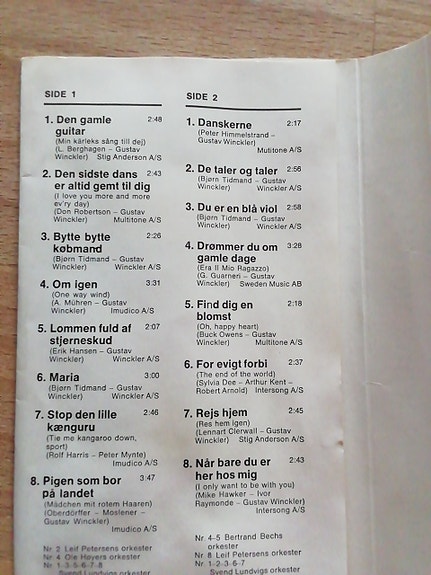 SIDE 1
1. Den gamle 2:48
guitar
(Min kärleks sång till dej)
(L. Berghagen – Gustav
Winckler) Stig Anderson A/S
2. Den sidste dans 2:43
er altid gemt til dig
(I love you more and more
ev'ry day)
(Don Robertson – Gustav
Winckler) Multitone A/S
3. Bytte bytte 2:26
købmand
(Bjørn Tidmand – Gustav
Winckler) Winckler A/S
4. Om igen 3:31
(One way wind)
(A. Mühren – Gustav
Winckler) Imudico A/S
5. Lommen fuld af 2:07
stjerneskud
(Erik Hansen – Gustav
Winckler) Winckler A/S
6. Maria 3:00
(Bjørn Tidmand – Gustav
Winckler) Winckler A/S
7. Stop den lille 2:46
kænguru
(Tie me kangaroo down,
sport)
(Rolf Harris – Peter Mynte)
Imudico A/S
8. Pigen som bor 3:47
på landet
(Mädchen mit rotem Haaren)
(Oberdörffer – Moslener –
Gustav Winckler)
Imudico A/S
Nr. 2 Leif Petersens orkester
Nr. 4 Ole Høyers orkester
Nr. 1-3-5-6-7-8
Svend Lundvigs orkester
SIDE 2
1. Danskerne 2:17
(Peter Himmelstrand –
Gustav Winckler)
Multitone A/S
2. De taler og taler 2:56
(Bjørn Tidmand – Gustav
Winckler) Winckler A/S
3. Du er en blå viol 2:58
(Bjørn Tidmand – Gustav
Winckler) Winckler A/S
4. Drømmer du om 3:28
gamle dage
(Era Il Mio Ragazzo)
(G. Guarneri – Gustav
Winckler) Sweden Music AB
5. Find dig en 2:18
blomst
(Oh, happy heart)
(Buck Owens – Gustav
Winckler) Multitone A/S
6. For evigt forbi 2:37
(The end of the world)
(Sylvia Dee – Arthur Kent –
Robert Arnold) Intersong A/S
7. Rejs hjem 2:45
(Res hem igen)
(Lennart Clerwall – Gustav
Winckler) Stig Anderson A/S
8. Når bare du er 2:43
her hos mig
(I only want to be with you)
(Mike Hawker – Ivor
Raymonde – Gustav Winckler)
Intersong A/S
Nr. 4-5 Bertrand Bechs
orkester
Nr. 8 Leif Petersens orkester
Nr. 1-2-3-6-7
Svend Lundvigs orkester